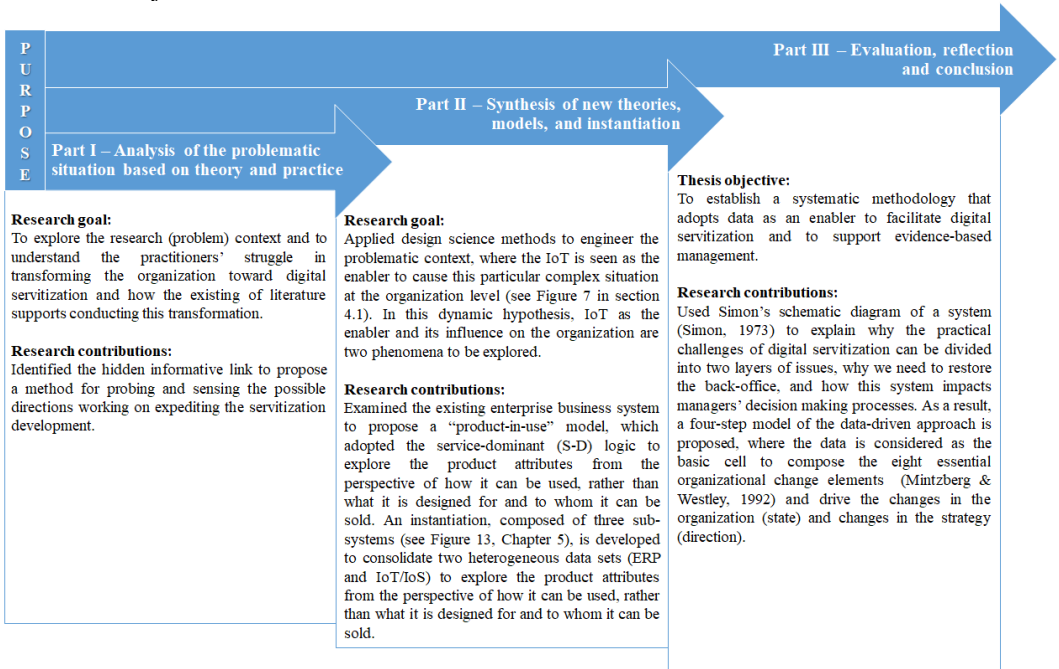 PURPOSE
Part III – Evaluation, reflection
and conclusion
Part II – Synthesis of new theories,
models, and instantiation
Part I – Analysis of the problematic
situation based on theory and practice
Research goal:
To explore the research (problem) context and to
understand the practitioners’ struggle in
transforming the organization toward digital
servitization and how the existing of literature
supports conducting this transformation.
Research contributions:
Identified the hidden informative link to propose
a method for probing and sensing the possible
directions working on expediting the servitization
development.
Research goal:
Applied design science methods to engineer the
problematic context, where the IoT is seen as the
enabler to cause this particular complex situation
at the organization level (see Figure 7 in section
4.1). In this dynamic hypothesis, IoT as the
enabler and its influence on the organization are
two phenomena to be explored.
Research contributions:
Examined the existing enterprise business system
to propose a “product-in-use” model, which
adopted the service-dominant (S-D) logic to
explore the product attributes from the
perspective of how it can be used, rather than
what it is designed for and to whom it can be
sold. An instantiation, composed of three sub-
systems (see Figure 13, Chapter 5), is developed
to consolidate two heterogeneous data sets (ERP
and IoT/IoS) to explore the product attributes
from the perspective of how it can be used, rather
than what it is designed for and to whom it can be
sold.
Thesis objective:
To establish a systematic methodology that
adopts data as an enabler to facilitate digital
servitization and to support evidence-based
management.
Research contributions:
Used Simon’s schematic diagram of a system
(Simon, 1973) to explain why the practical
challenges of digital servitization can be divided
into two layers of issues, why we need to restore
the back-office, and how this system impacts
managers’ decision making processes. As a result,
a four-step model of the data-driven approach is
proposed, where the data is considered as the
basic cell to compose the eight essential
organizational change elements (Mintzberg &
Westley, 1992) and drive the changes in the
organization (state) and changes in the strategy
(direction).